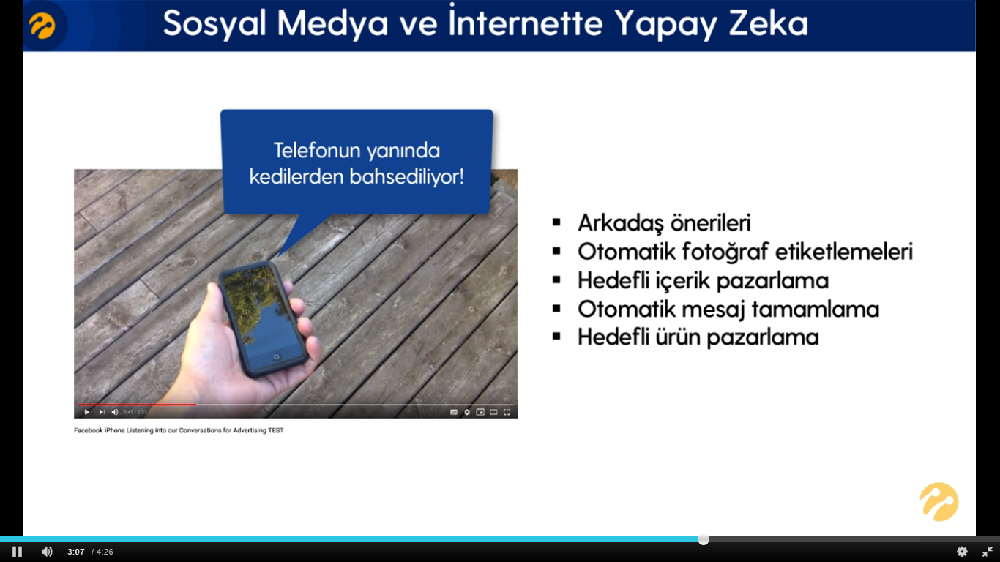 Sosyal Medya ve İnternette Yapay Zeka
Telefonun yanında
kedilerden bahsediliyor!
▪ Arkadaş önerileri
▪ Otomatik fotoğraf etiketlemeleri
▪ Hedefli içerik pazarlama
▪ Otomatik mesaj tamamlama
▪ Hedefli ürün pazarlama
0:41 / 2:33
Facebook iPhone Listening into our Conversations for Advertising TEST
3:07 / 4:26